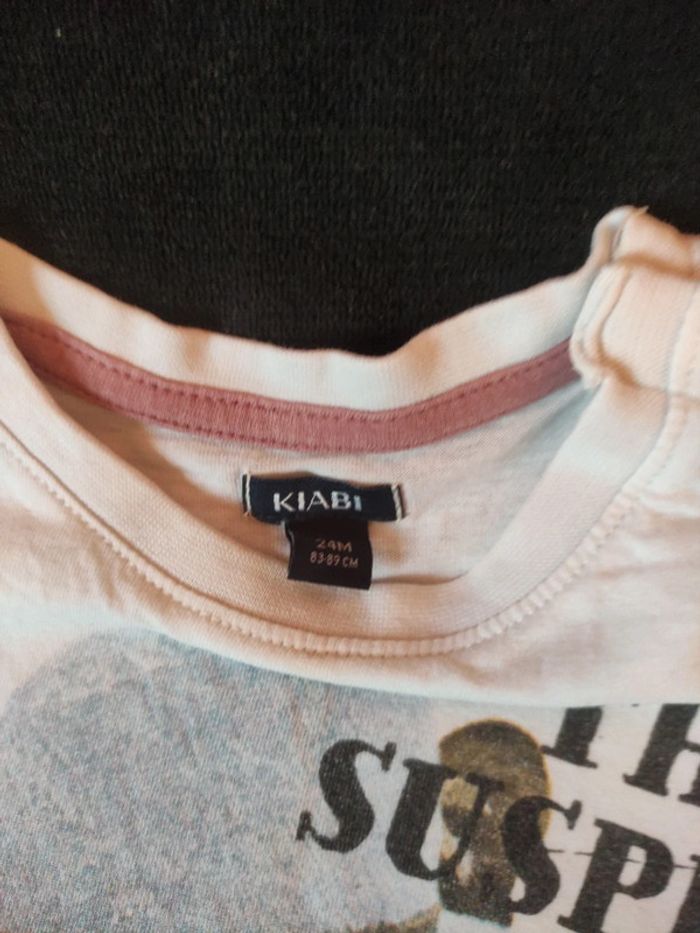 KIABI
24M
83-89 CM
SUSP